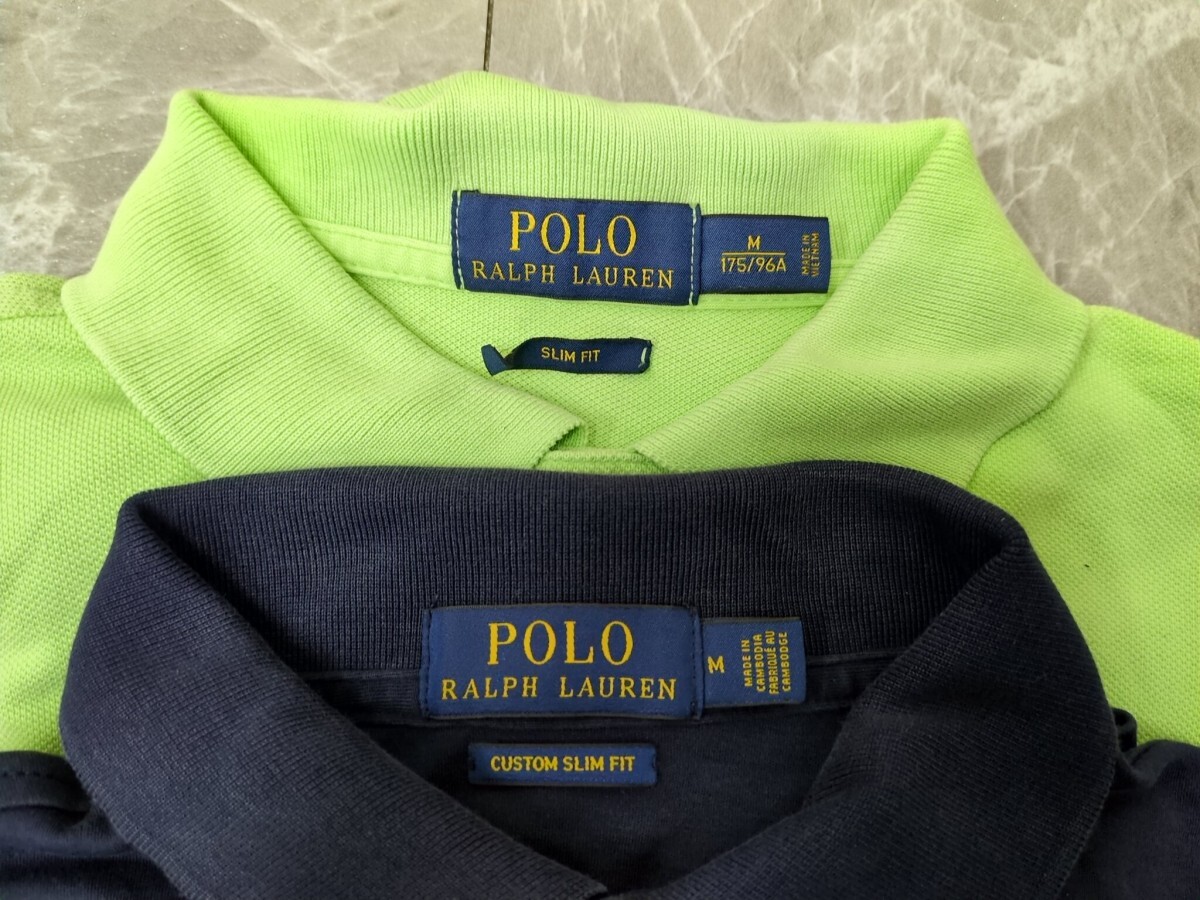 POLO
RALPH LAUREN
M
175/96A
MADE IN
VIETNAM
SLIM FIT
POLO
RALPH LAUREN
M
MADE IN
CAMBODIA
FABRIQUÉ AU
CAMBODGE
CUSTOM SLIM FIT